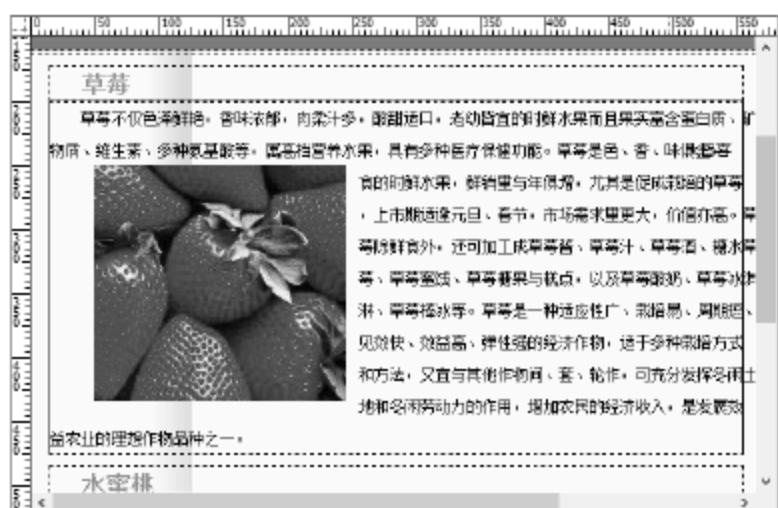 0 50 100 150 200 250 300 350 400 450 500 550
草莓
草莓不仅色泽鲜艳,香味浓郁,肉柔汁多,酸甜适口,老幼皆宜的时鲜水果而且果实富含蛋白质、矿
物质、维生素、多种氨基酸等,属高档营养水果,具有多种医疗保健功能。草莓是色、香、味俱
食的时鲜水果,鲜销量与年俱增,尤其是促成栽培的草莓
,上市期适逢元旦、春节,市场需求量更大,价值亦高。草
莓除鲜食外,还可加工成草莓酱、草莓汁、草莓酒、糖水草
莓、草莓蜜饯、草莓糖果与糕点,以及草莓酸奶、草莓冰淇
淋、草莓棒冰等。草莓是一种适应性广、栽培易、周期短、
见效快、效益高、弹性强的经济作物,适于多种栽培方式
和方法,又宜与其他作物间、套、轮作,可充分发挥冬闲土
地和冬闲劳动力的作用,增加农民的经济收入,是发展效
益农业的理想作物品种之一。
水蜜桃